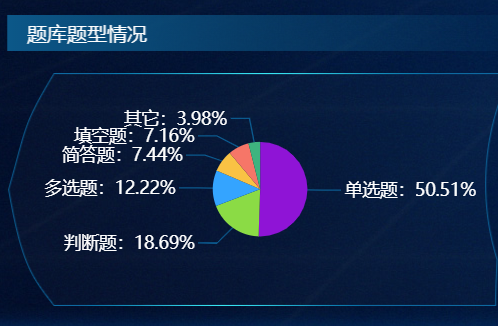 题库题型情况
其它：3.98%
填空题：7.16%
简答题：7.44%
多选题：12.22%
单选题：50.51%
判断题：18.69%